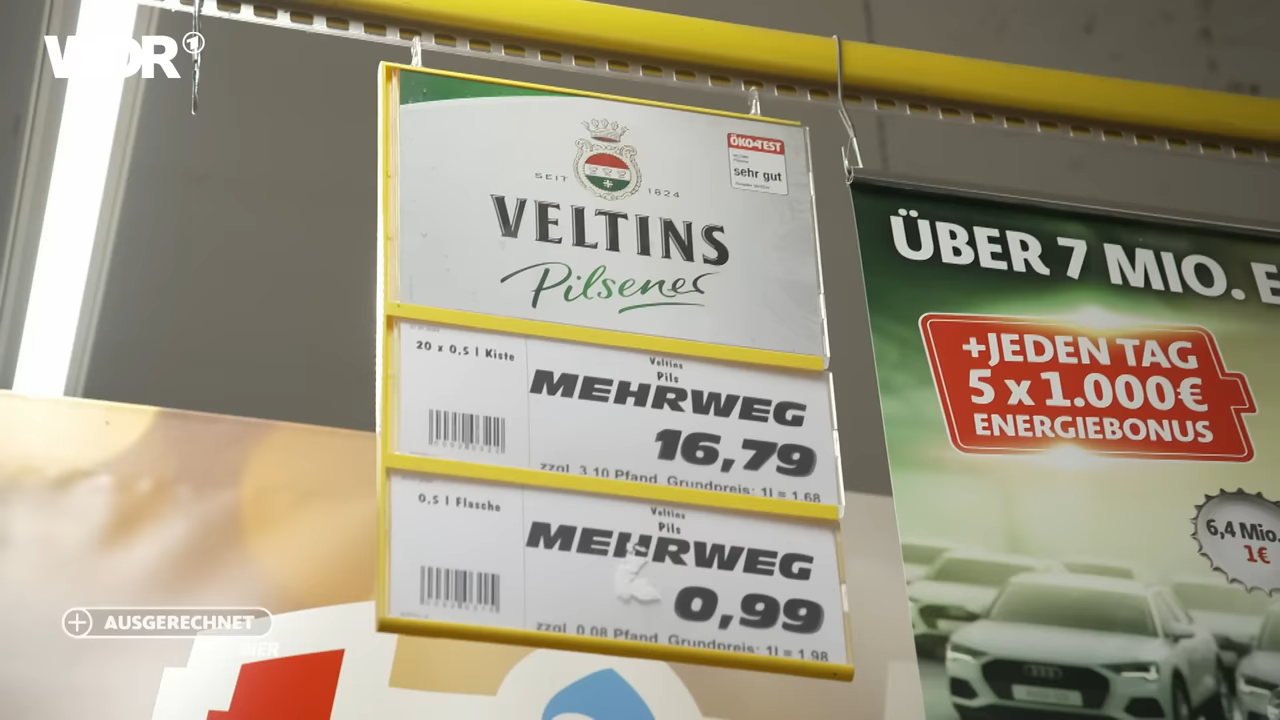 WDR
SEIT 1824
VELTINS
Pilsener
ÖKO-TEST
sehr gut
20 x 0,5 l Kiste
Veltins
Pils
MEHRWEG
16,79
zzgl. 3,10 Pfand, Grundpreis: 1l = 1,68
0,5 l Flasche
Veltins
Pils
MEHRWEG
0,99
zzgl. 0,08 Pfand, Grundpreis: 1l = 1,98
ÜBER 7 MIO. E
+JEDEN TAG
5 x 1.000€
ENERGIEBONUS
6,4 Mio.
1€
AUSGERECHNET